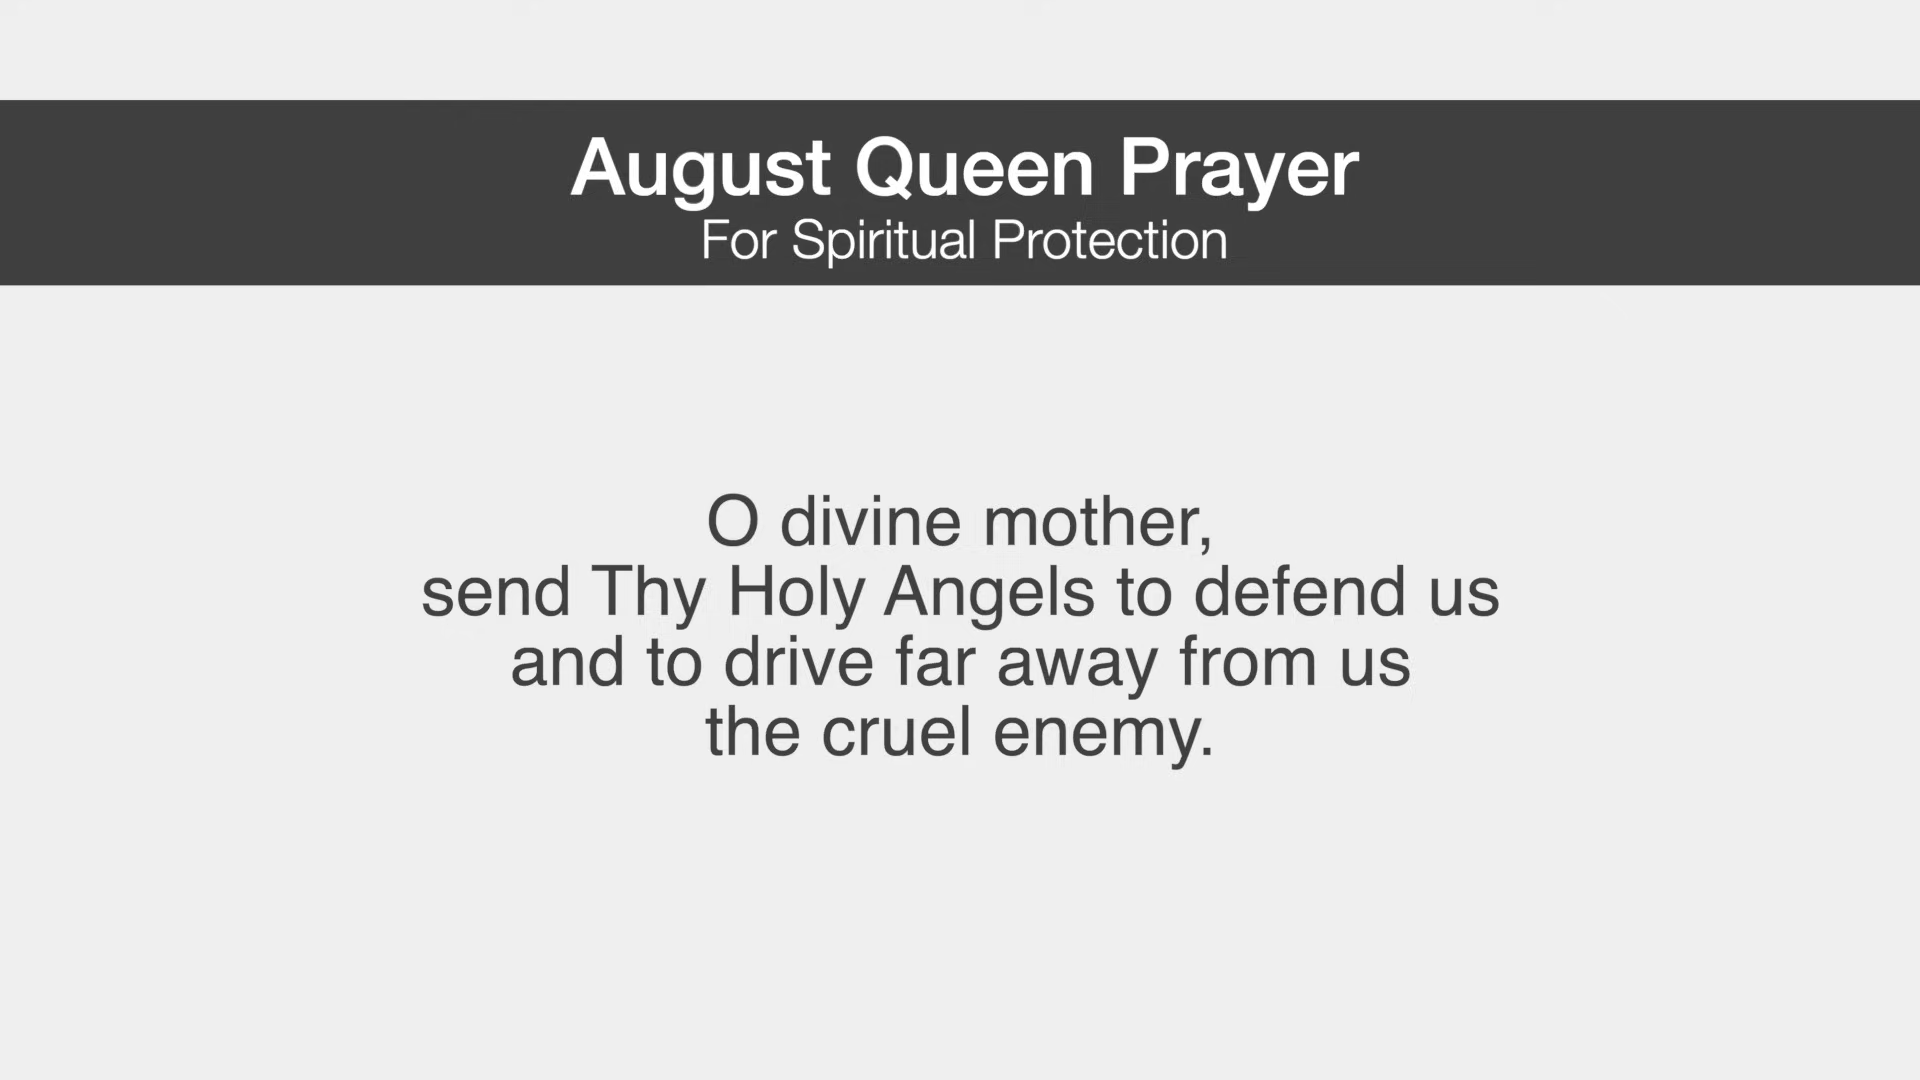 August Queen Prayer
For Spiritual Protection
O divine mother,
send Thy Holy Angels to defend us
and to drive far away from us
the cruel enemy.